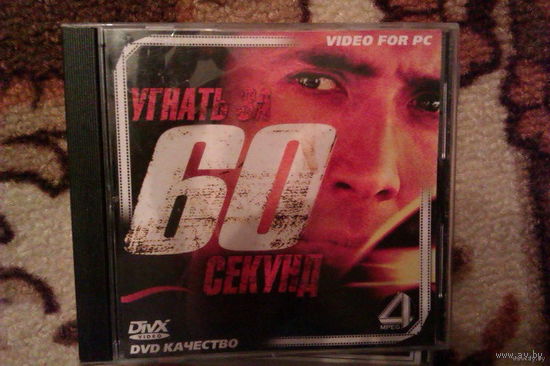 VIDEO FOR PC
УГНАТЬ ЗА
60
СЕКУНД
DivX
VIDEO
4
MPEG
DVD КАЧЕСТВО
www.ay.by